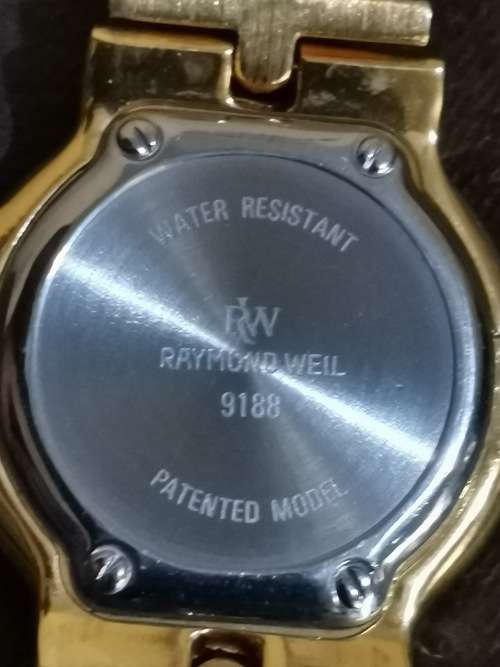 WATER RESISTANT
RW
RAYMOND WEIL
9188
PATENTED MODEL